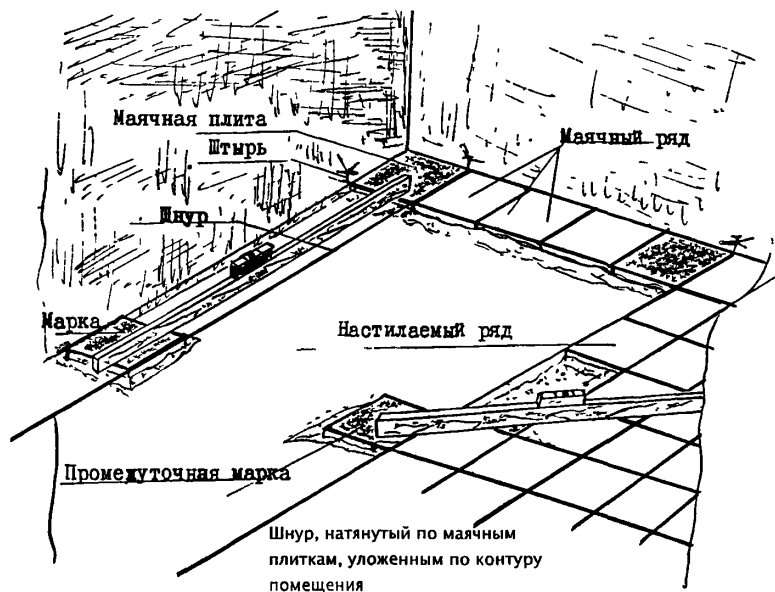 Маячная плита
Штырь
Маячный ряд
Шнур
Марка
Настилаемый ряд
Промежуточная марка
Шнур, натянутый по маячным
плиткам, уложенным по контуру
помещения